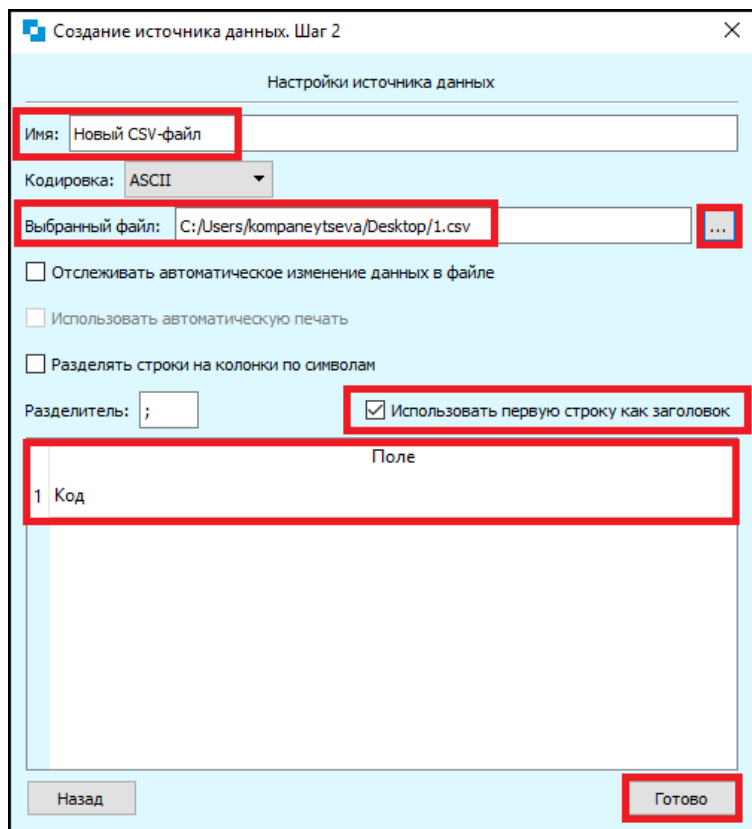 Создание источника данных. Шаг 2
Настройки источника данных
Имя: Новый CSV-файл
Кодировка: ASCII
Выбранный файл: C:/Users/kompaneytseva/Desktop/1.csv ...
Отслеживать автоматическое изменение данных в файле
Использовать автоматическую печать
Разделять строки на колонки по символам
Разделитель: ; Использовать первую строку как заголовок
Поле
1 Код
Назад Готово